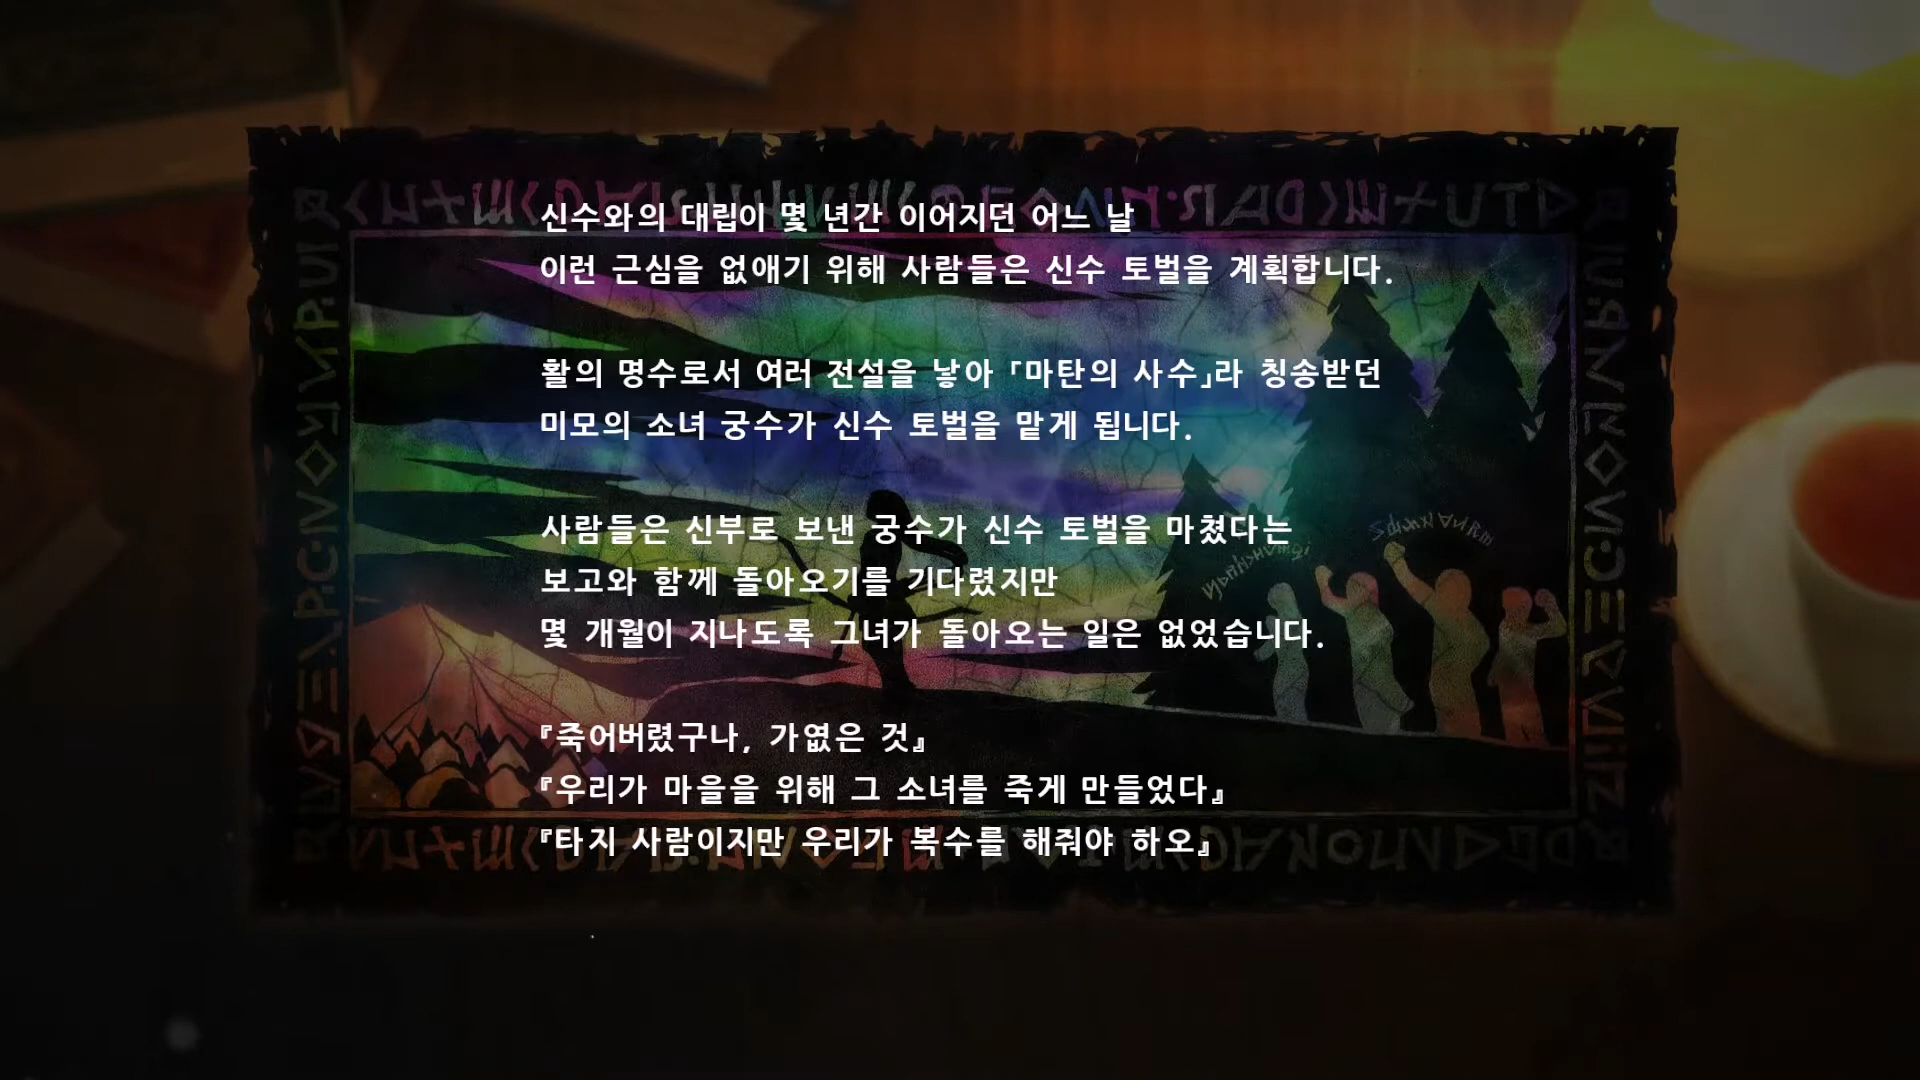 신수와의 대립이 몇 년간 이어지던 어느 날
이런 근심을 없애기 위해 사람들은 신수 토벌을 계획합니다.
활의 명수로서 여러 전설을 낳아 「마탄의 사수」라 칭송받던
미모의 소녀 궁수가 신수 토벌을 맡게 됩니다.
사람들은 신부로 보낸 궁수가 신수 토벌을 마쳤다는
보고와 함께 돌아오기를 기다렸지만
몇 개월이 지나도록 그녀가 돌아오는 일은 없었습니다.
『죽어버렸구나, 가엾은 것』
『우리가 마을을 위해 그 소녀를 죽게 만들었다』
『타지 사람이지만 우리가 복수를 해줘야 하오』